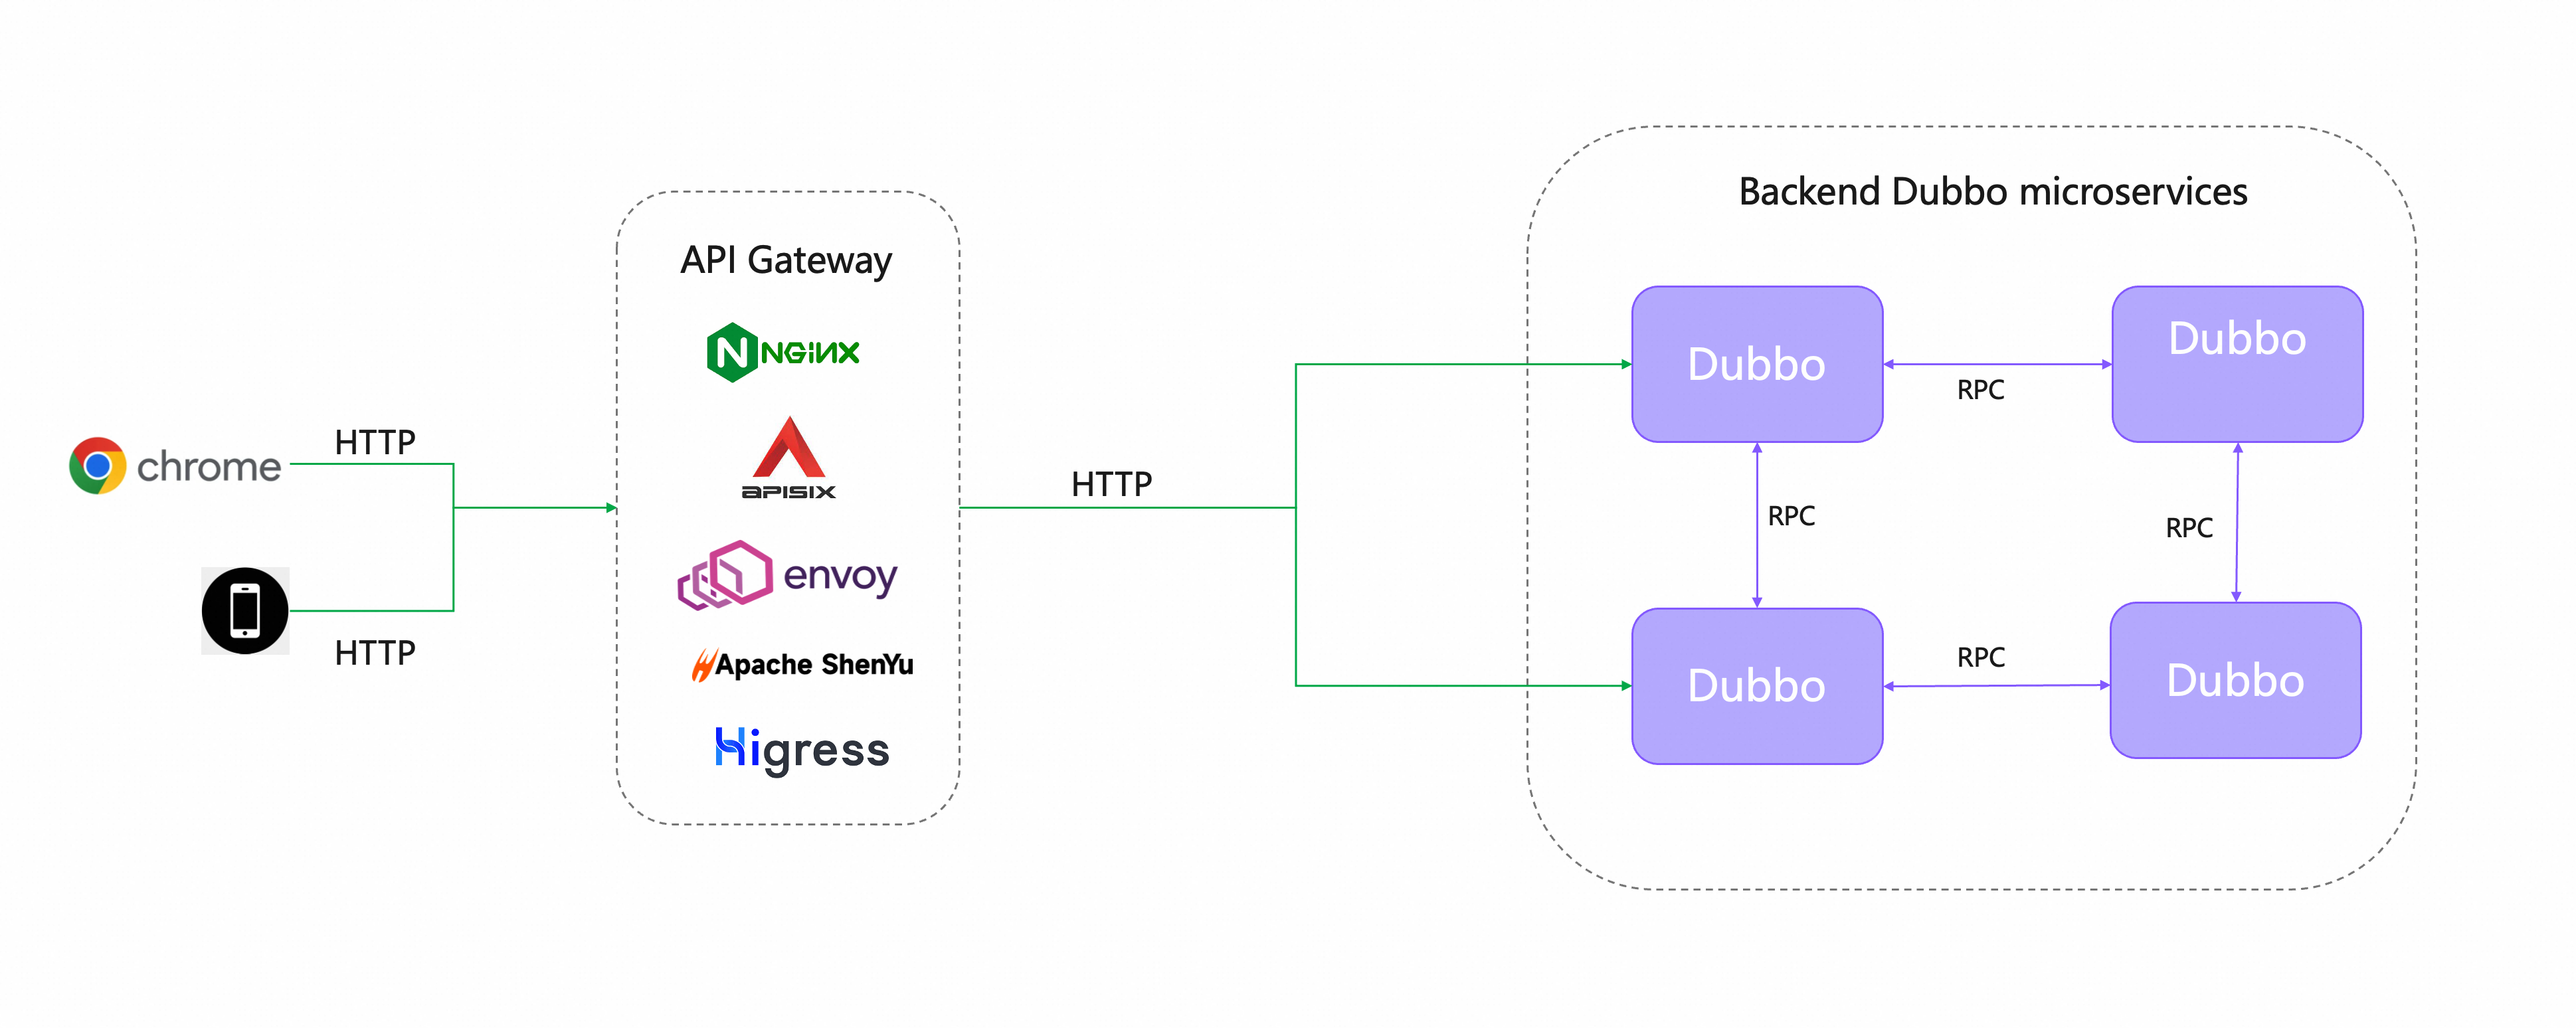 Backend Dubbo microservices
API Gateway
NGINX
APISIX
envoy
Apache ShenYu
Higress
chrome
HTTP
HTTP
HTTP
Dubbo
RPC
Dubbo
RPC
RPC
Dubbo
RPC
Dubbo